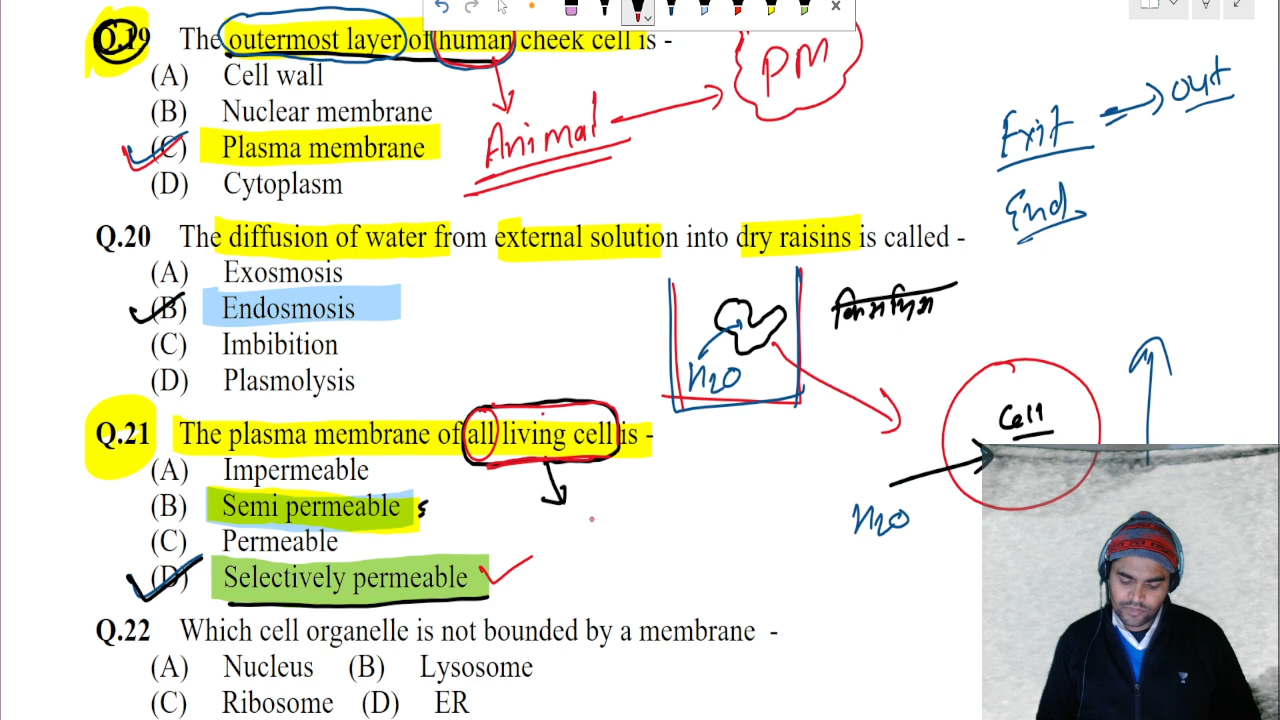 Q.19 The outermost layer of human cheek cell is -
(A) Cell wall
(B) Nuclear membrane
(C) Plasma membrane
(D) Cytoplasm
Animal
PM
Exit out
End
Q.20 The diffusion of water from external solution into dry raisins is called -
(A) Exosmosis
(B) Endosmosis
(C) Imbibition
(D) Plasmolysis
H2O
Cell
H2O
Q.21 The plasma membrane of all living cell is -
(A) Impermeable
(B) Semi permeable
(C) Permeable
(D) Selectively permeable
Q.22 Which cell organelle is not bounded by a membrane -
(A) Nucleus (B) Lysosome
(C) Ribosome (D) ER